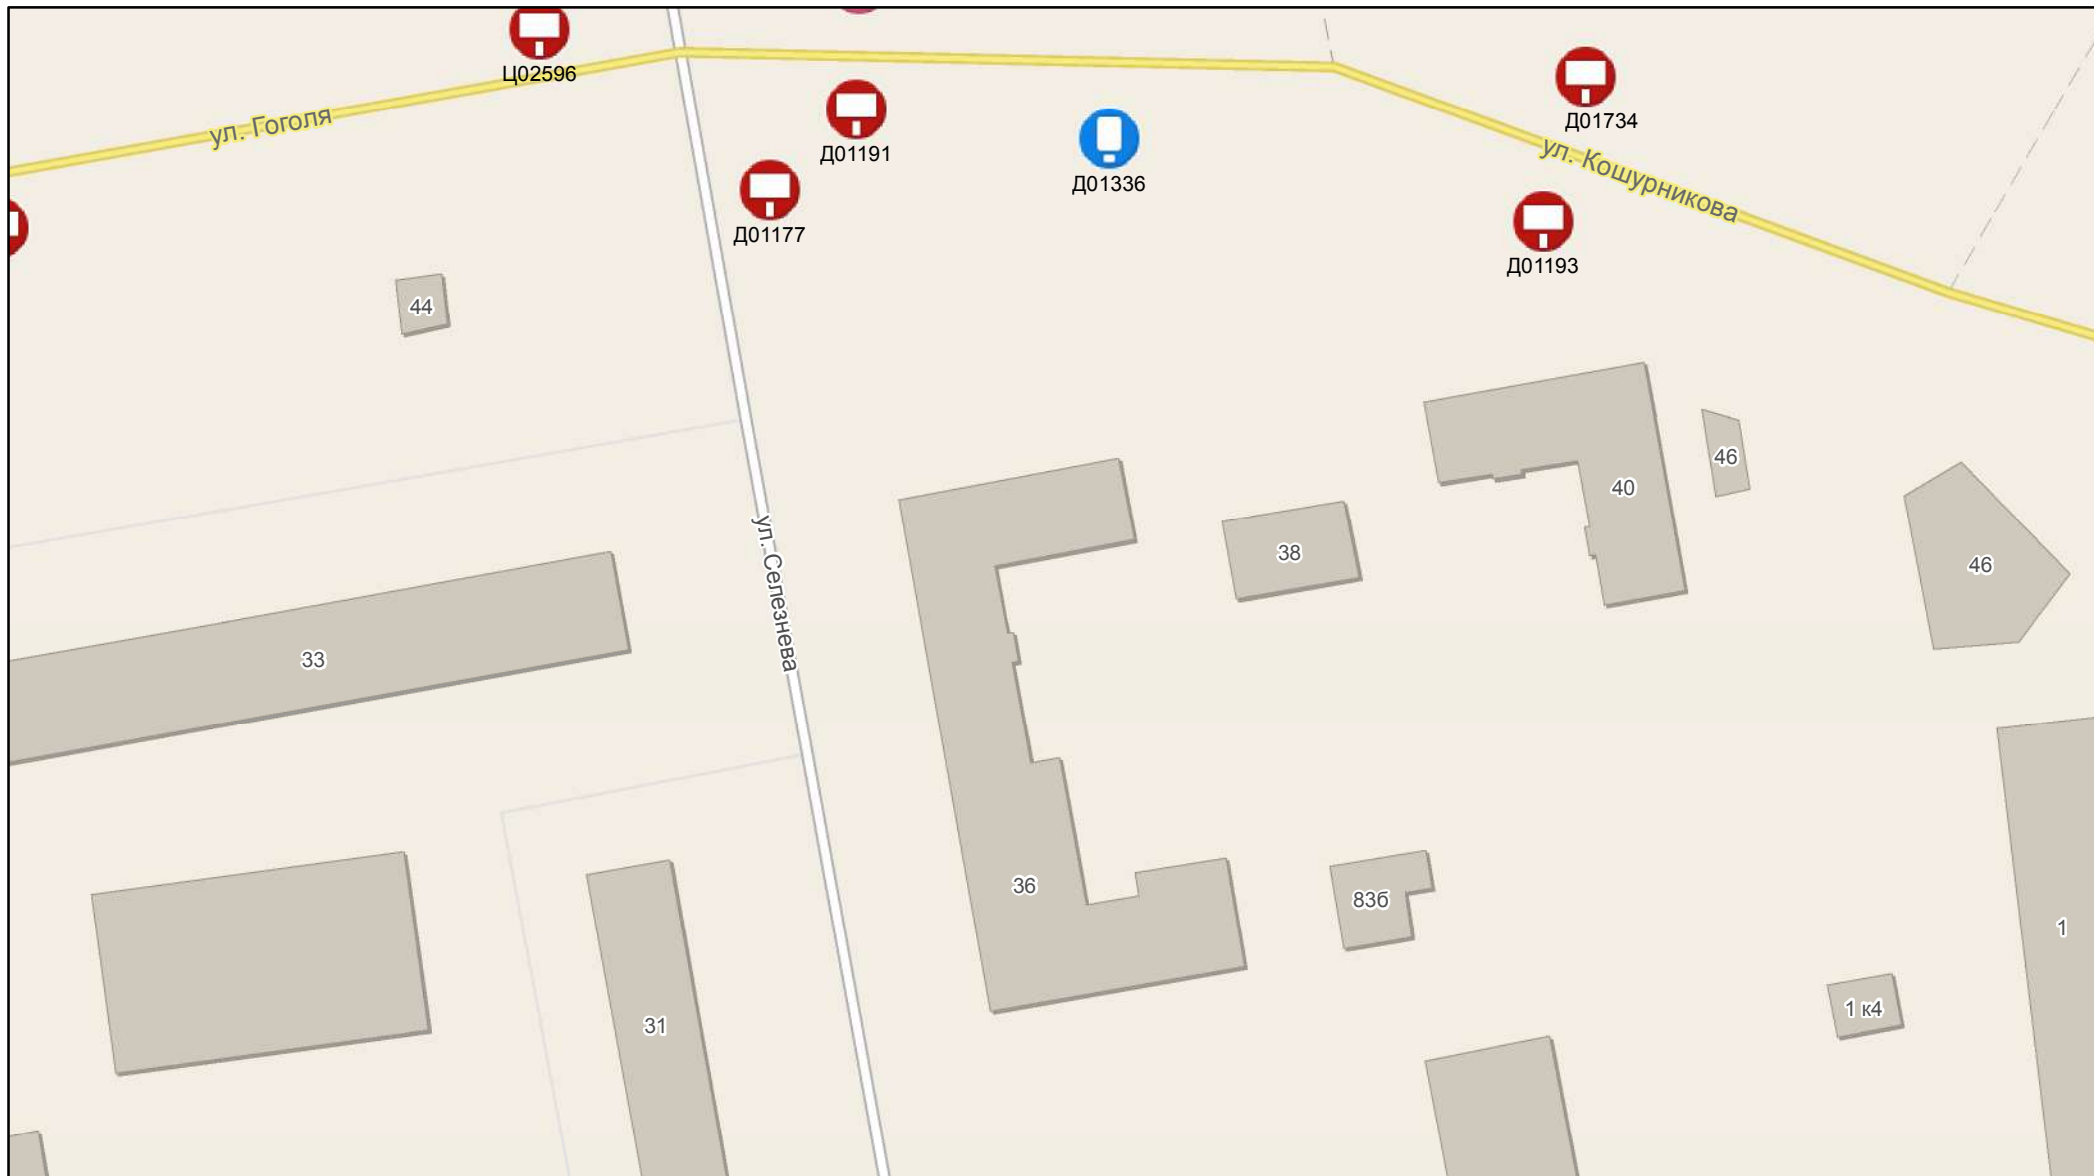 Ц02596
ул. Гоголя
Д01191
Д01177
Д01336
Д01734
ул. Кошурникова
Д01193
44
46
40
38
46
ул. Селезнева
33
36
83б
1
1 к4
31